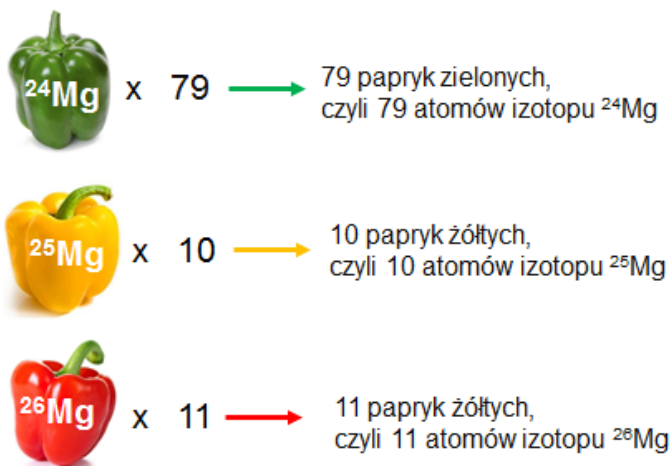 ²⁴Mg x 79
79 papryk zielonych,
czyli 79 atomów izotopu ²⁴Mg
²⁵Mg x 10
10 papryk żółtych,
czyli 10 atomów izotopu ²⁵Mg
²⁶Mg x 11
11 papryk żółtych,
czyli 11 atomów izotopu ²⁶Mg